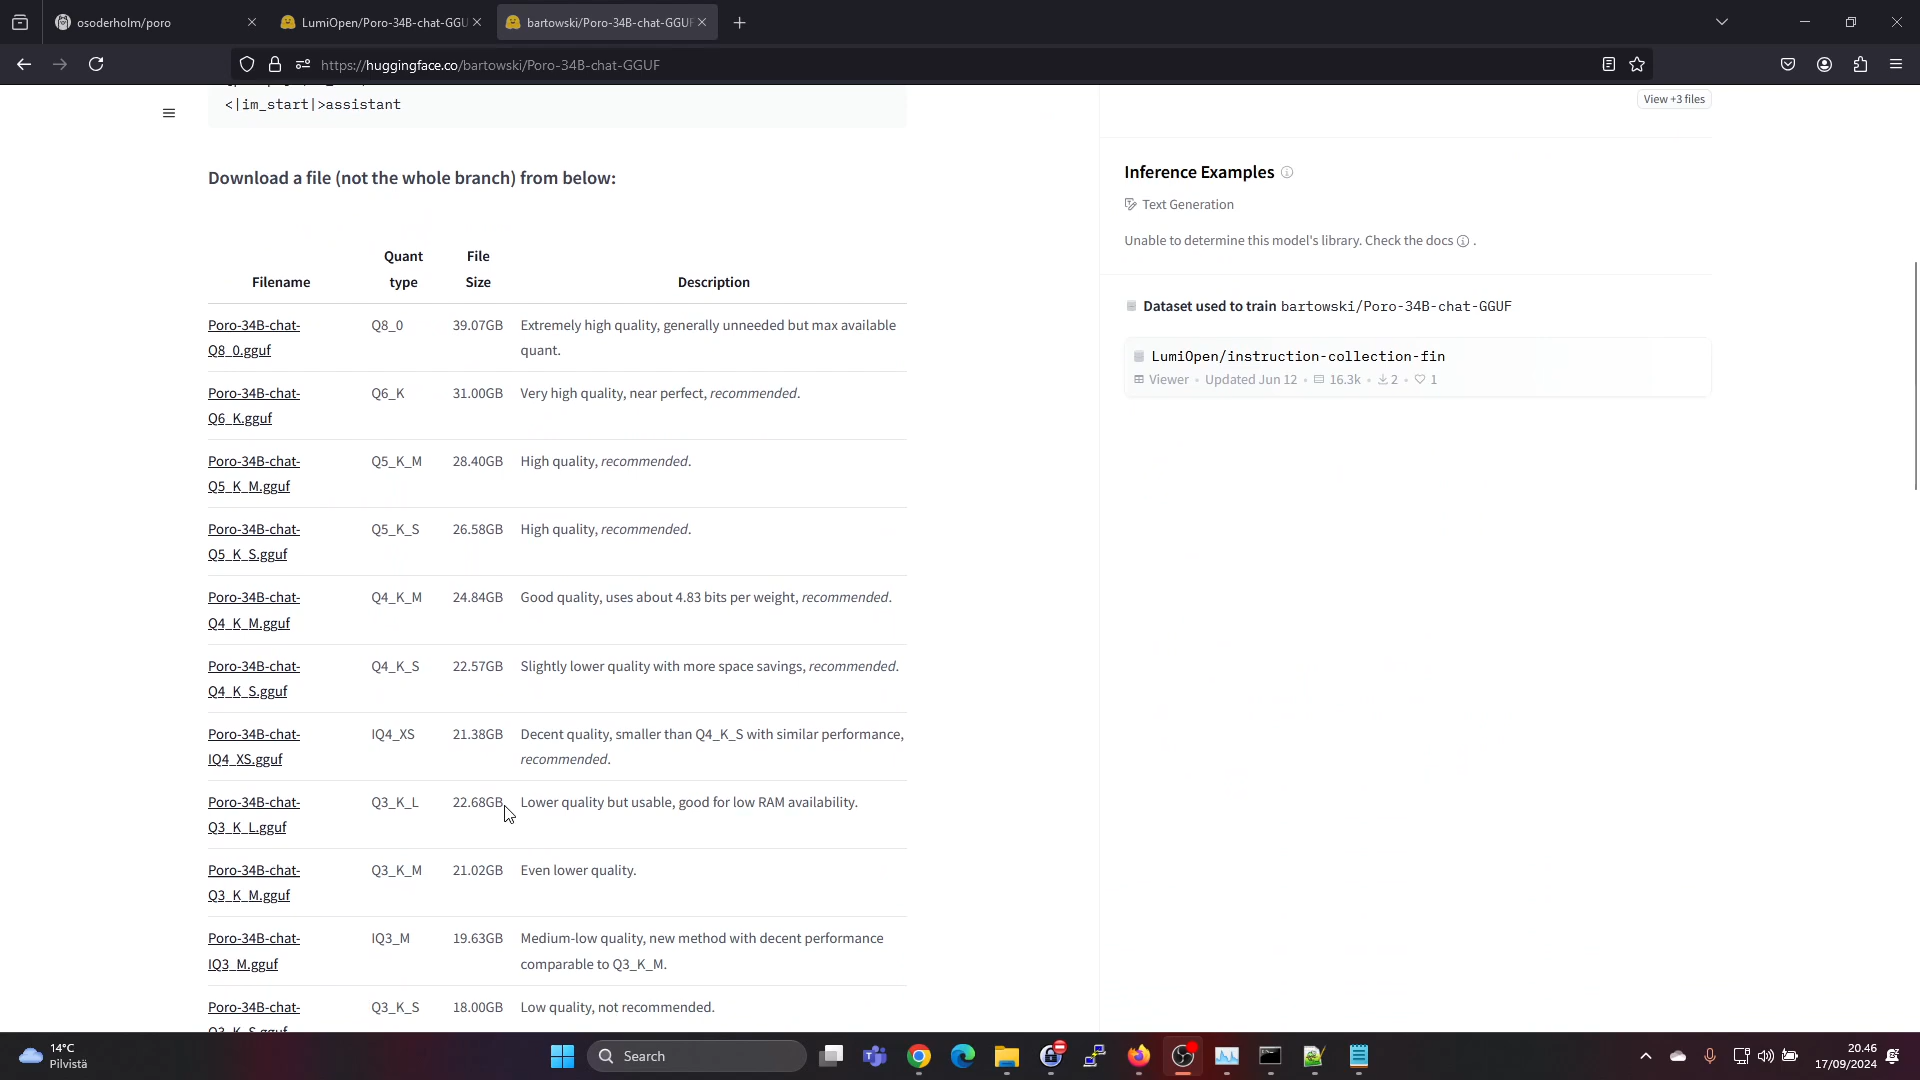 osoderholm/poro
LumiOpen/Poro-34B-chat-GGU
bartowski/Poro-34B-chat-GGUF
https://huggingface.co/bartowski/Poro-34B-chat-GGUF
<|im_start|>assistant
View +3 files
Download a file (not the whole branch) from below:
Filename Quant type File Size Description
Poro-34B-chat-Q8_0.gguf Q8_0 39.07GB Extremely high quality, generally unneeded but max available quant.
Poro-34B-chat-Q6_K.gguf Q6_K 31.00GB Very high quality, near perfect, recommended.
Poro-34B-chat-Q5_K_M.gguf Q5_K_M 28.40GB High quality, recommended.
Poro-34B-chat-Q5_K_S.gguf Q5_K_S 26.58GB High quality, recommended.
Poro-34B-chat-Q4_K_M.gguf Q4_K_M 24.84GB Good quality, uses about 4.83 bits per weight, recommended.
Poro-34B-chat-Q4_K_S.gguf Q4_K_S 22.57GB Slightly lower quality with more space savings, recommended.
Poro-34B-chat-IQ4_XS.gguf IQ4_XS 21.38GB Decent quality, smaller than Q4_K_S with similar performance, recommended.
Poro-34B-chat-Q3_K_L.gguf Q3_K_L 22.68GB Lower quality but usable, good for low RAM availability.
Poro-34B-chat-Q3_K_M.gguf Q3_K_M 21.02GB Even lower quality.
Poro-34B-chat-IQ3_M.gguf IQ3_M 19.63GB Medium-low quality, new method with decent performance comparable to Q3_K_M.
Poro-34B-chat-Q3_K_S.gguf Q3_K_S 18.00GB Low quality, not recommended.
Inference Examples
Text Generation
Unable to determine this model's library. Check the docs .
Dataset used to train bartowski/Poro-34B-chat-GGUF
LumiOpen/instruction-collection-fin
Viewer • Updated Jun 12 • 16.3k • 2 • 1
14°C
Pilvistä
Search
20.46
17/09/2024